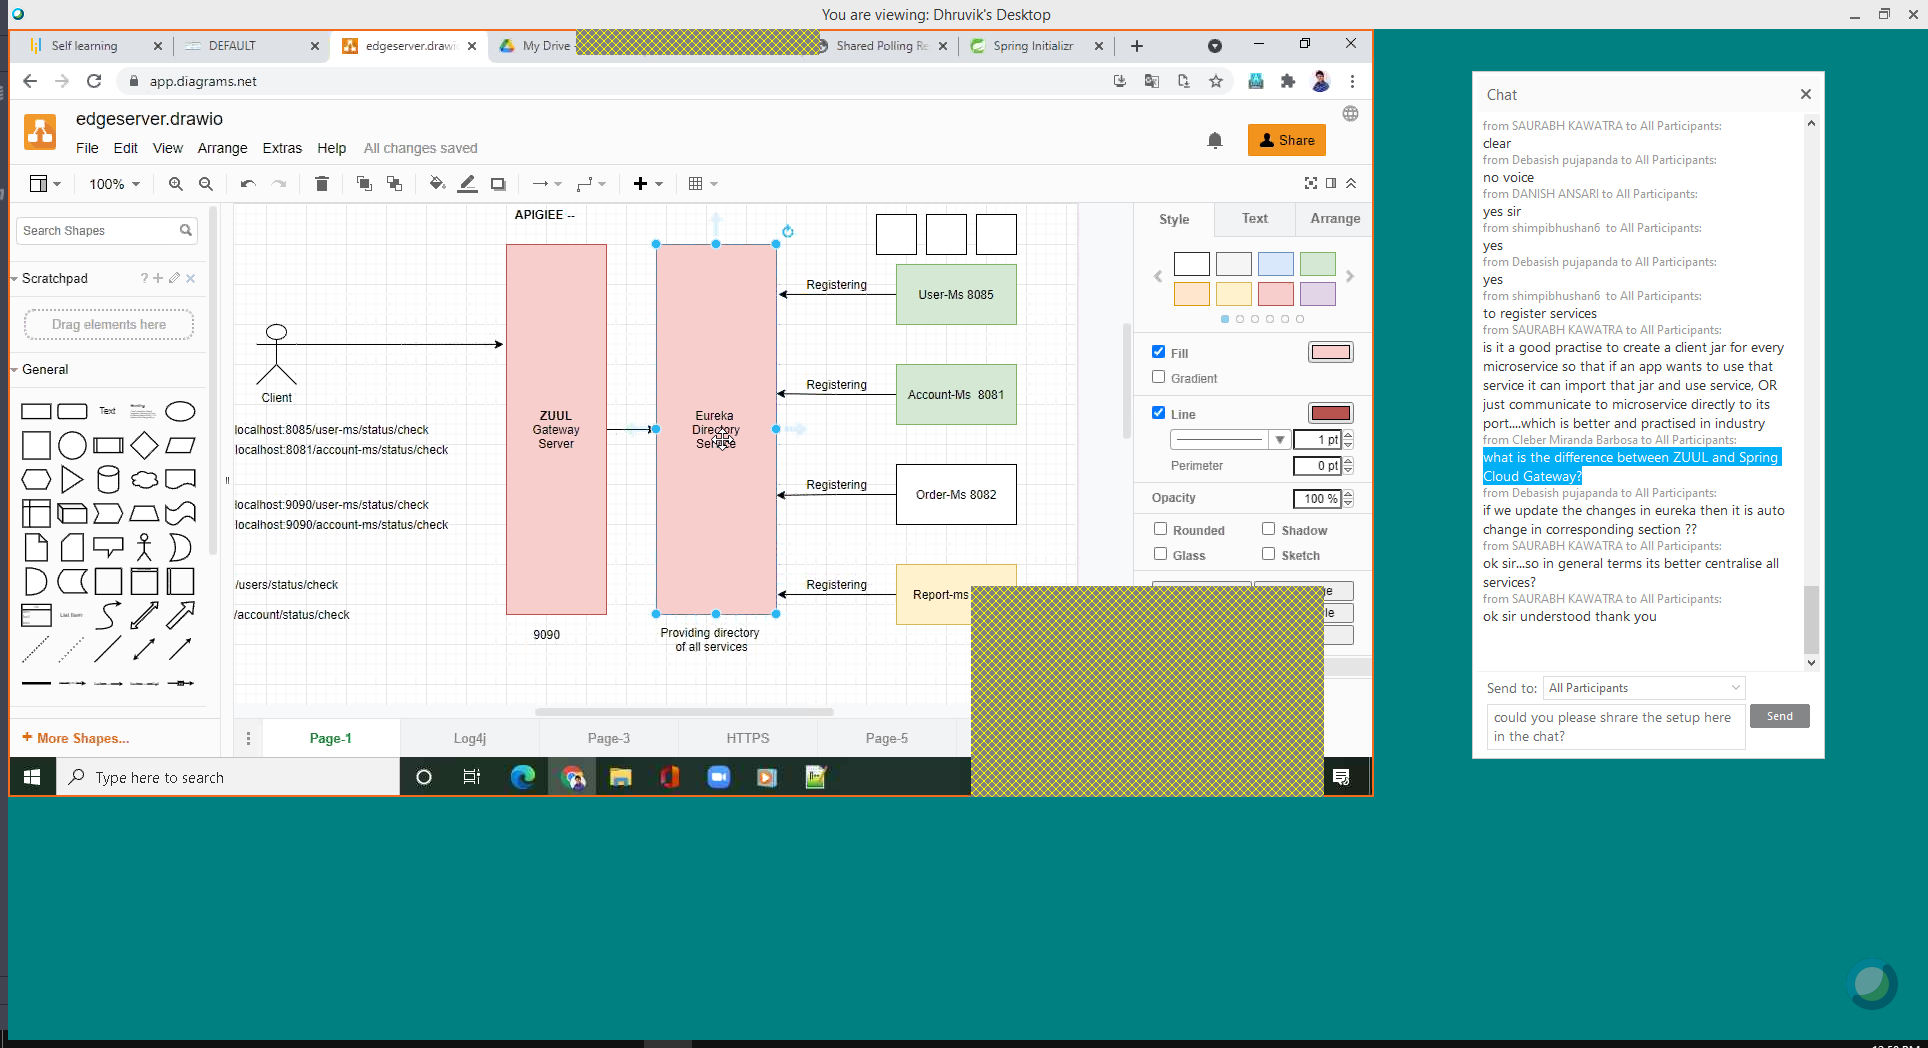 You are viewing: Dhruvik's Desktop
Self learning
DEFAULT
edgeserver.drawi
My Drive -
Shared Polling Re
Spring Initializr
app.diagrams.net
edgeserver.drawio
File Edit View Arrange Extras Help All changes saved
Share
100%
Search Shapes
Scratchpad
Drag elements here
General
Text
Heading
List Item
+ More Shapes...
APIGIEE --
Client
localhost:8085/user-ms/status/check
localhost:8081/account-ms/status/check
localhost:9090/user-ms/status/check
localhost:9090/account-ms/status/check
/users/status/check
/account/status/check
ZUUL
Gateway
Server
9090
Eureka
Directory
Service
Providing directory
of all services
Registering
User-Ms 8085
Registering
Account-Ms 8081
Registering
Order-Ms 8082
Registering
Report-ms
Style Text Arrange
Fill
Gradient
Line
1 pt
Perimeter
0 pt
Opacity
100 %
Rounded
Shadow
Glass
Sketch
Page-1
Log4j
Page-3
HTTPS
Page-5
Type here to search
Chat
from SAURABH KAWATRA to All Participants:
clear
from Debasish pujapanda to All Participants:
no voice
from DANISH ANSARI to All Participants:
yes sir
from shimpibhushan6 to All Participants:
yes
from Debasish pujapanda to All Participants:
yes
from shimpibhushan6 to All Participants:
to register services
from SAURABH KAWATRA to All Participants:
is it a good practise to create a client jar for every
microservice so that if an app wants to use that
service it can import that jar and use service, OR
just communicate to microservice directly to its
port....which is better and practised in industry
from Cleber Miranda Barbosa to All Participants:
what is the difference between ZUUL and Spring
Cloud Gateway?
from Debasish pujapanda to All Participants:
if we update the changes in eureka then it is auto
change in corresponding section ??
from SAURABH KAWATRA to All Participants:
ok sir...so in general terms its better centralise all
services?
from SAURABH KAWATRA to All Participants:
ok sir understood thank you
Send to: All Participants
could you please shrare the setup here
in the chat?
Send